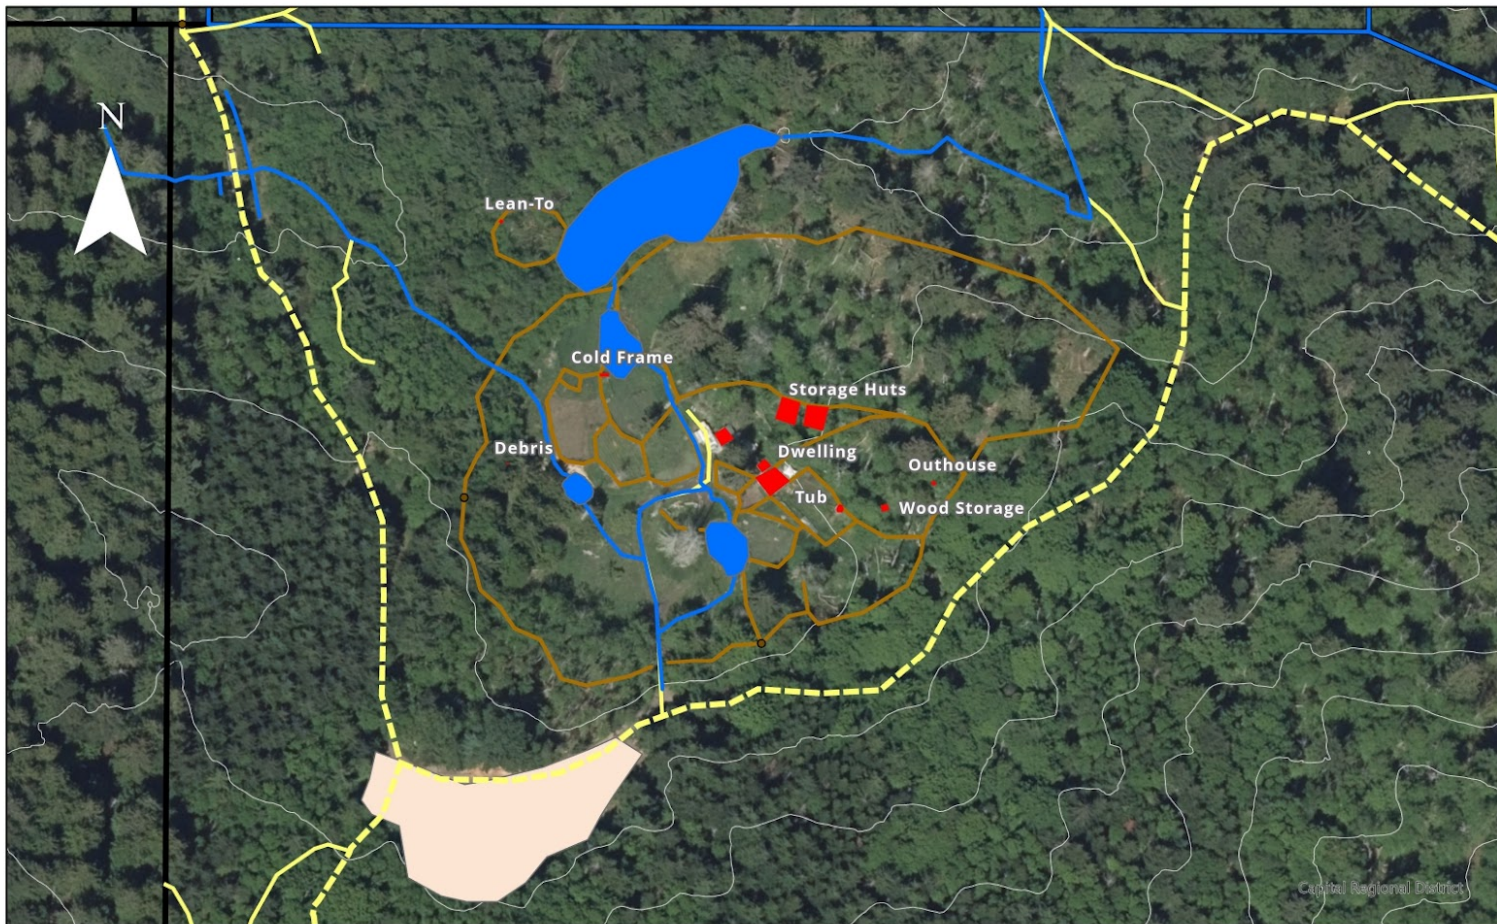 N
Lean-To
Cold Frame
Storage Huts
Debris
Dwelling
Outhouse
Tub
Wood Storage
Capital Regional District